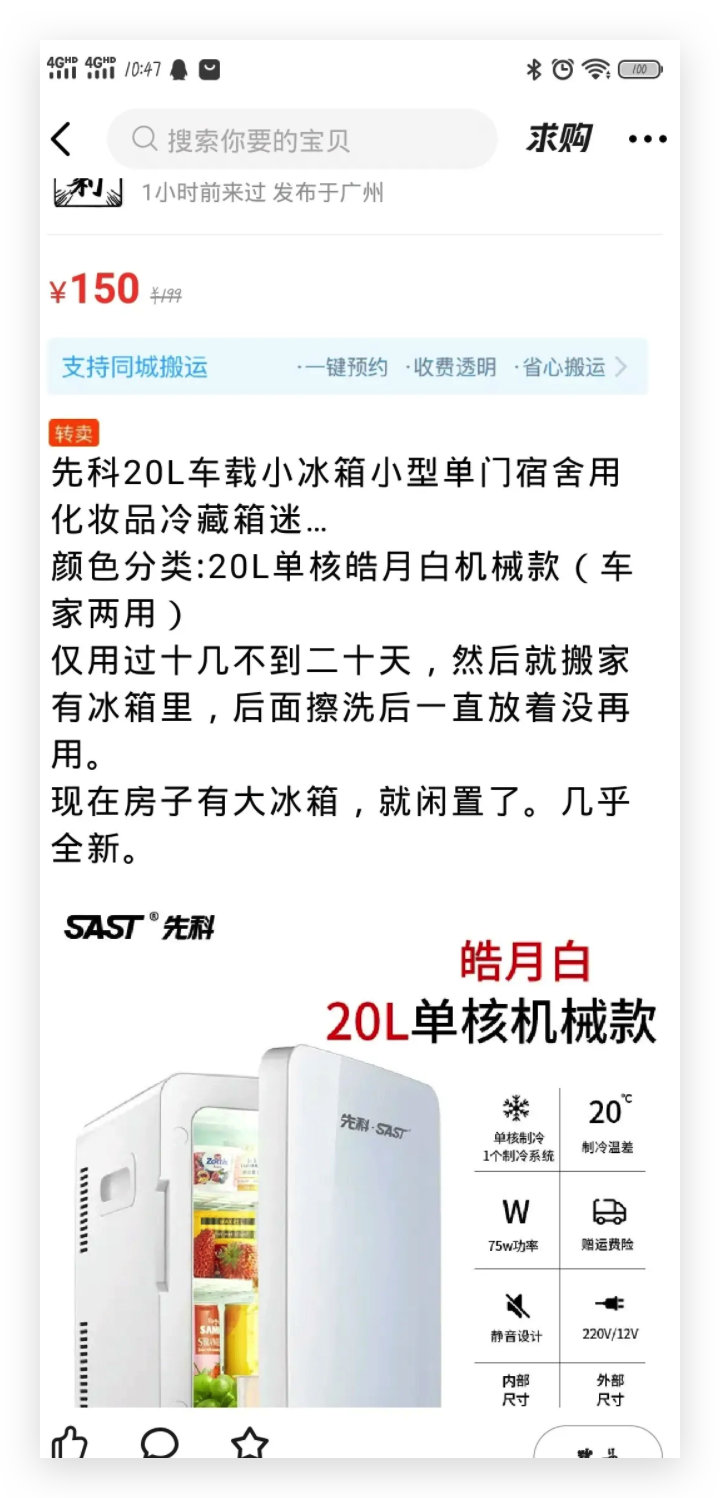 4GHD 4GHD 10:47 100
搜索你要的宝贝 求购
利 1小时前来过 发布于广州
¥150 ¥199
支持同城搬运 ·一键预约 ·收费透明 ·省心搬运
转卖
先科20L车载小冰箱小型单门宿舍用
化妆品冷藏箱迷...
颜色分类:20L单核皓月白机械款（车
家两用）
仅用过十几不到二十天，然后就搬家
有冰箱里，后面擦洗后一直放着没再
用。
现在房子有大冰箱，就闲置了。几乎
全新。
SAST®先科
皓月白
20L单核机械款
先科·SAST
单核制冷
1个制冷系统
20℃
制冷温差
W
75w功率
赠运费险
静音设计
220V/12V
内部
尺寸
外部
尺寸